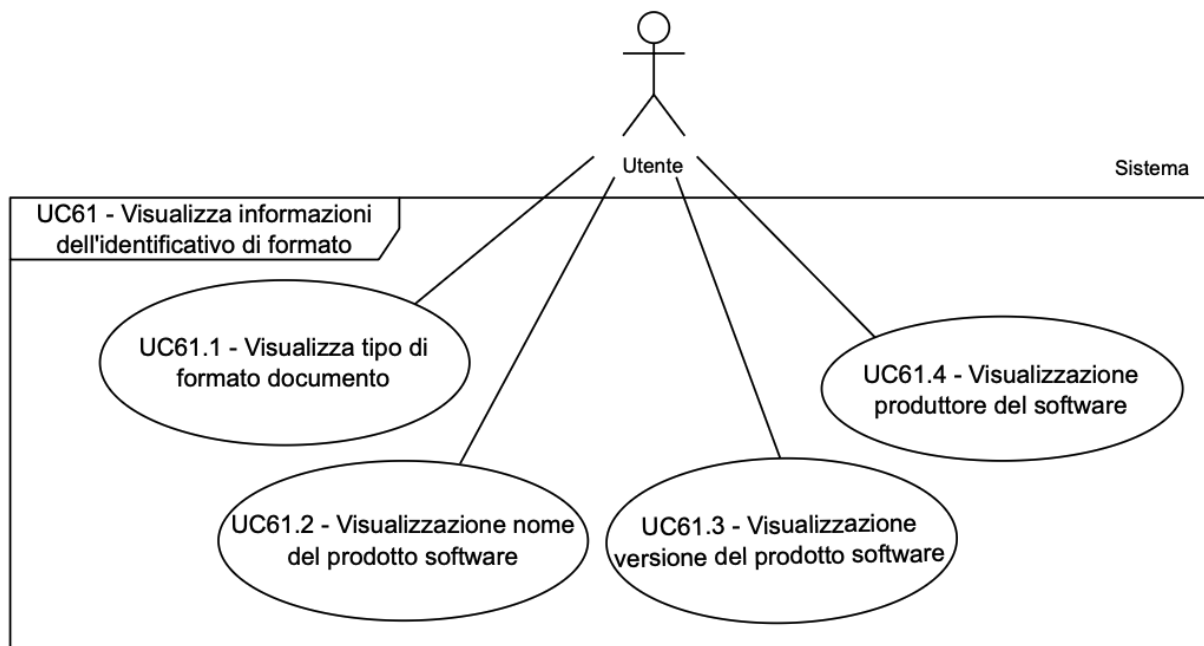 Utente
Sistema
UC61 - Visualizza informazioni
dell'identificativo di formato
UC61.1 - Visualizza tipo di
formato documento
UC61.4 - Visualizzazione
produttore del software
UC61.2 - Visualizzazione nome
del prodotto software
UC61.3 - Visualizzazione
versione del prodotto software